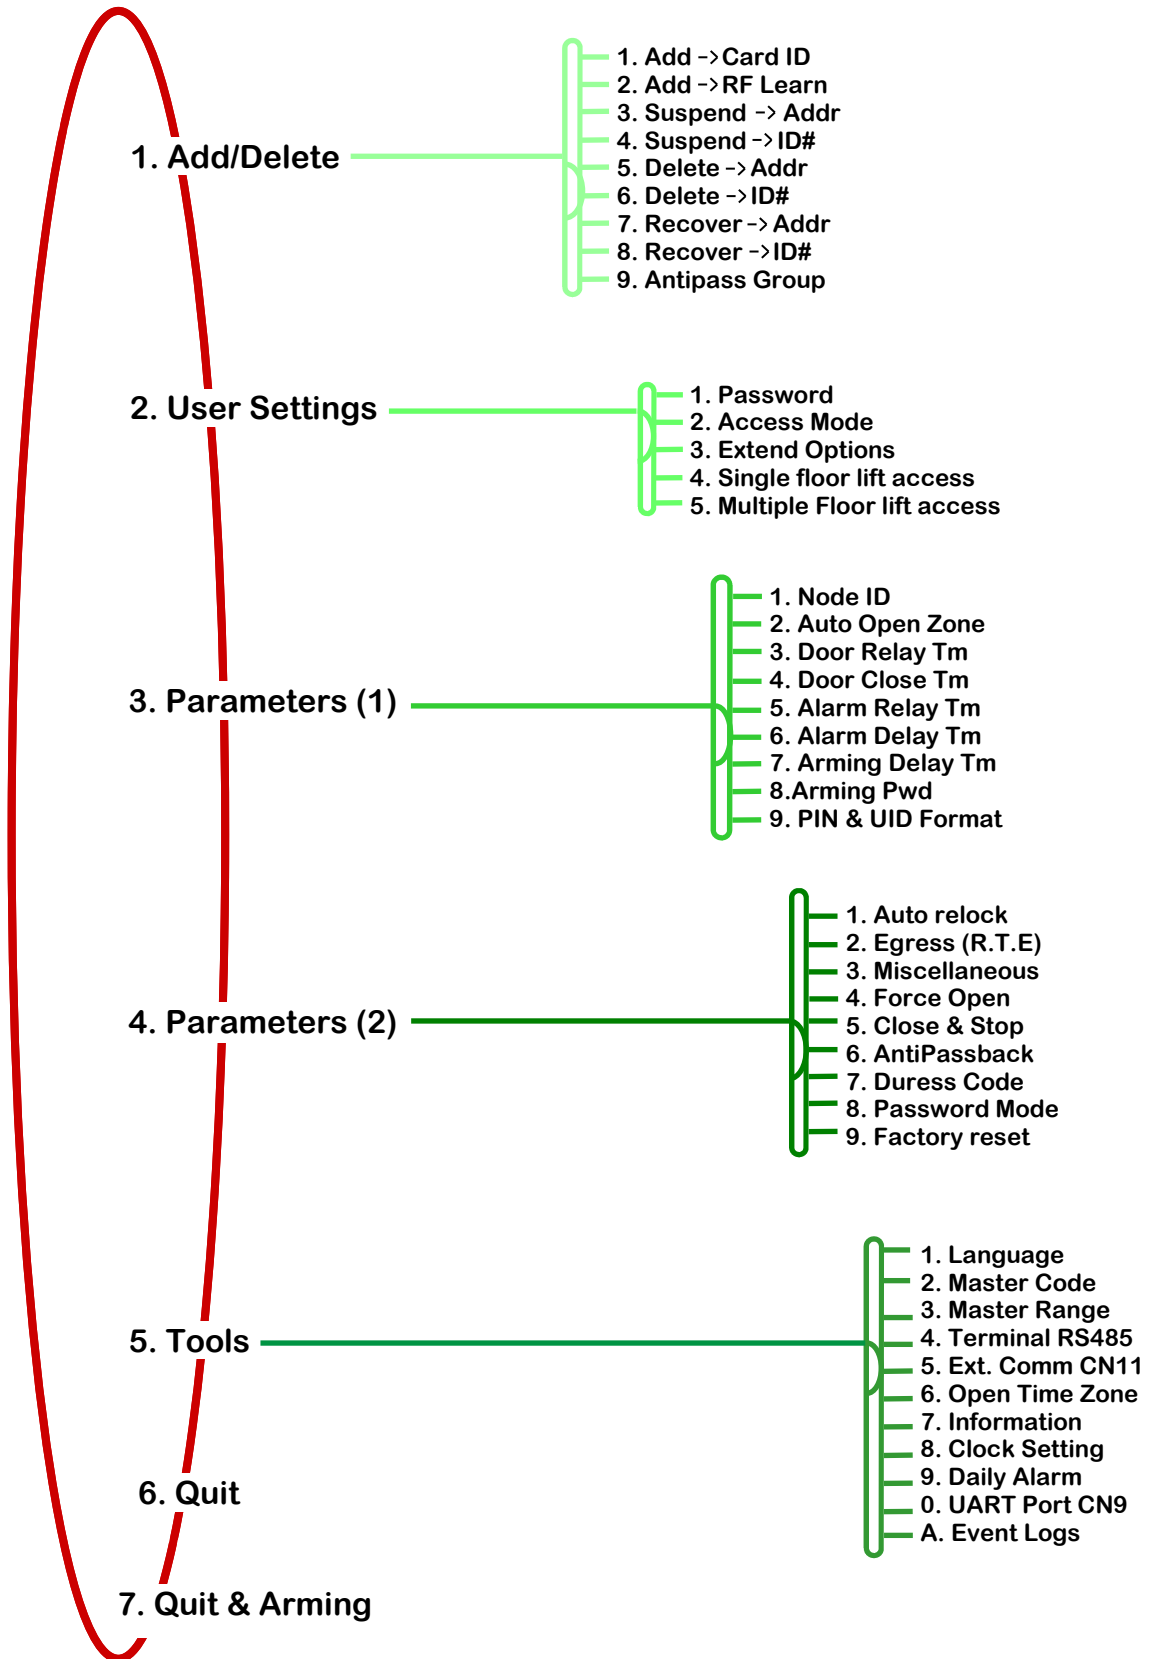 1. Add/Delete
1. Add ->Card ID
2. Add ->RF Learn
3. Suspend -> Addr
4. Suspend ->ID#
5. Delete ->Addr
6. Delete ->ID#
7. Recover ->Addr
8. Recover ->ID#
9. Antipass Group
2. User Settings
1. Password
2. Access Mode
3. Extend Options
4. Single floor lift access
5. Multiple Floor lift access
3. Parameters (1)
1. Node ID
2. Auto Open Zone
3. Door Relay Tm
4. Door Close Tm
5. Alarm Relay Tm
6. Alarm Delay Tm
7. Arming Delay Tm
8.Arming Pwd
9. PIN & UID Format
4. Parameters (2)
1. Auto relock
2. Egress (R.T.E)
3. Miscellaneous
4. Force Open
5. Close & Stop
6. AntiPassback
7. Duress Code
8. Password Mode
9. Factory reset
5. Tools
1. Language
2. Master Code
3. Master Range
4. Terminal RS485
5. Ext. Comm CN11
6. Open Time Zone
7. Information
8. Clock Setting
9. Daily Alarm
0. UART Port CN9
A. Event Logs
6. Quit
7. Quit & Arming